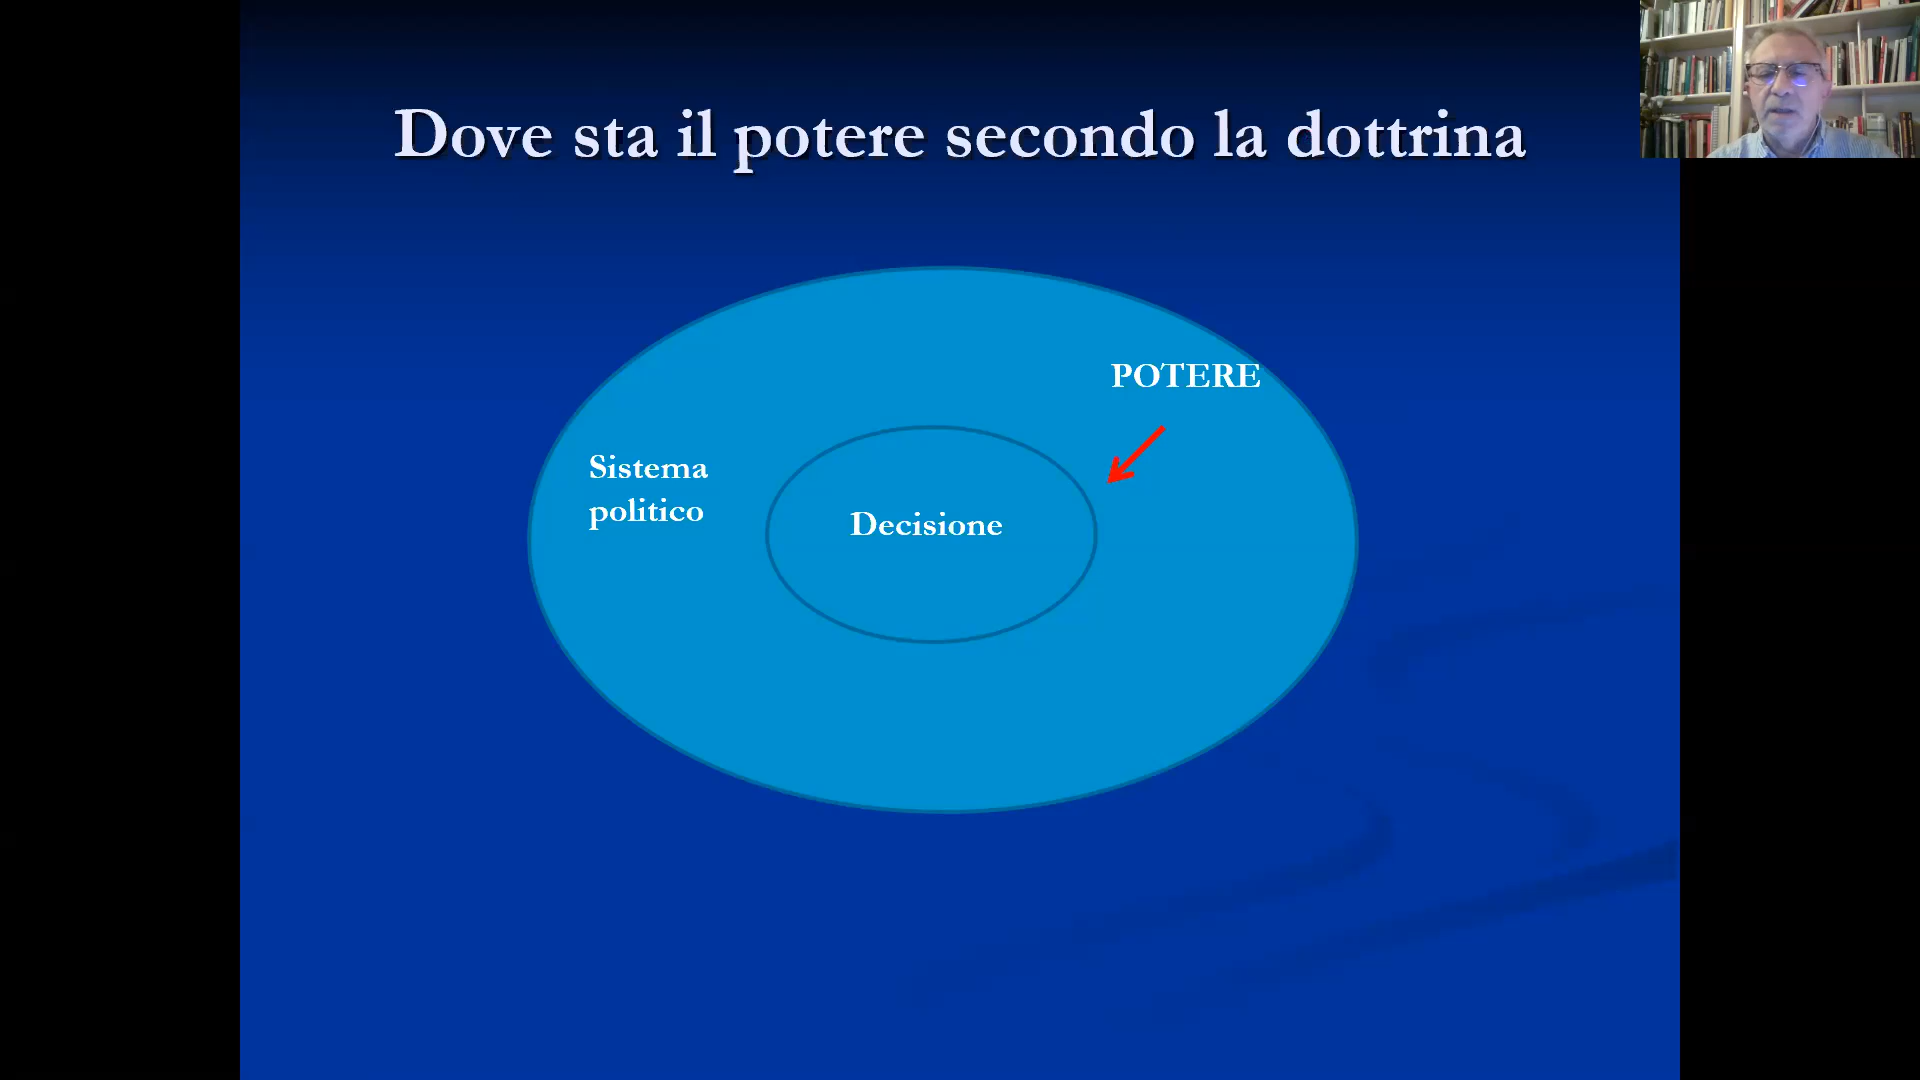 Dove sta il potere secondo la dottrina
POTERE
Sistema
politico
Decisione